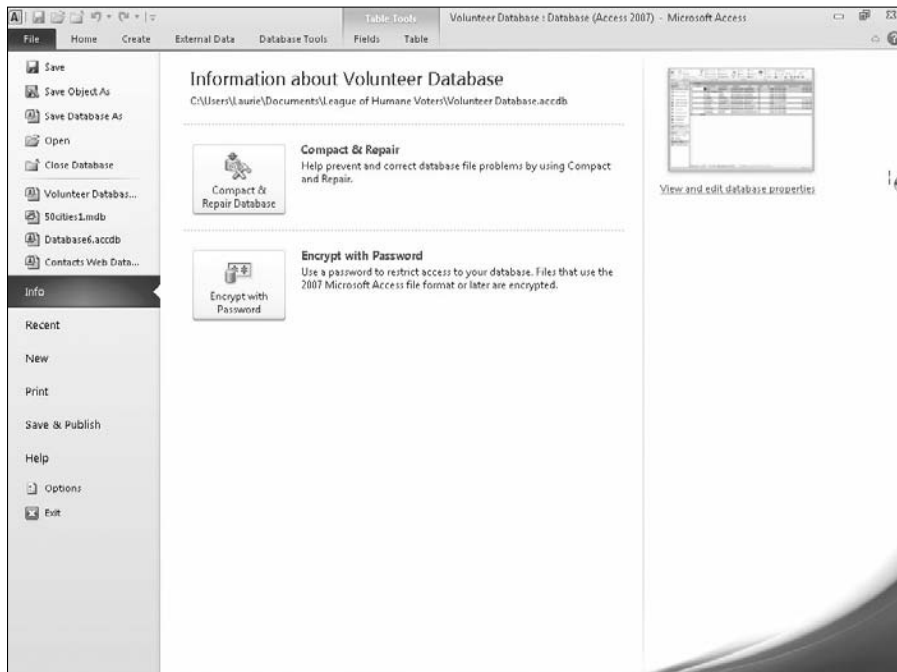 Table Tools
Volunteer Database : Database (Access 2007) - Microsoft Access
File Home Create External Data Database Tools Fields Table
Save
Save Object As
Save Database As
Open
Close Database
Volunteer Databas...
50cities1.mdb
Database6.accdb
Contacts Web Data...
Info
Recent
New
Print
Save & Publish
Help
Options
Exit
Information about Volunteer Database
C:\Users\Laurie\Documents\League of Humane Voters\Volunteer Database.accdb
Compact &
Repair Database
Compact & Repair
Help prevent and correct database file problems by using Compact
and Repair.
Encrypt with
Password
Encrypt with Password
Use a password to restrict access to your database. Files that use the
2007 Microsoft Access file format or later are encrypted.
View and edit database properties